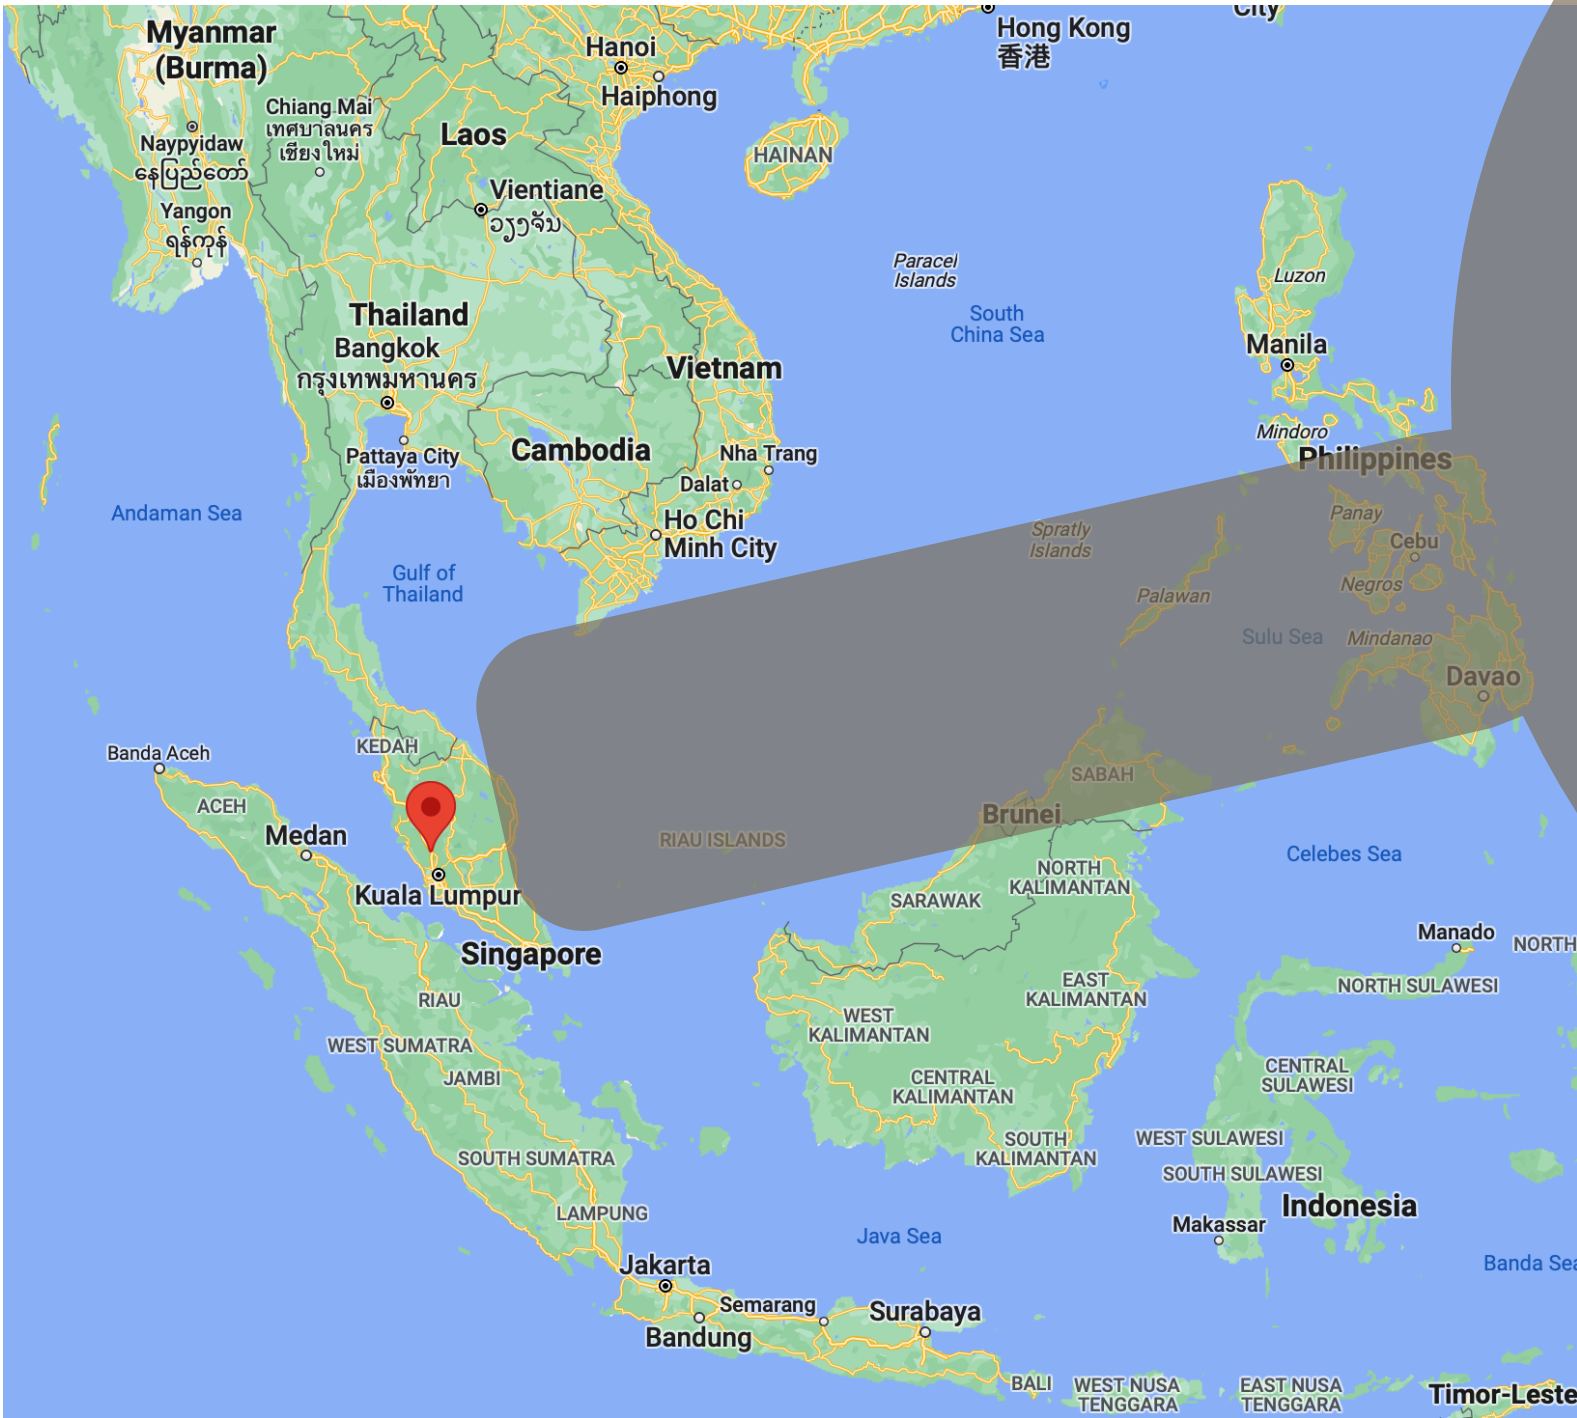 City
Myanmar
(Burma)
Hong Kong
香港
Hanoi
Haiphong
Chiang Mai
เทศบาลนคร
เชียงใหม่
Laos
Naypyidaw
နေပြည်တော်
HAINAN
Vientiane
ວຽງຈັນ
Yangon
ရန်ကုန်
Paracel
Islands
Luzon
South
China Sea
Thailand
Bangkok
กรุงเทพมหานคร
Manila
Vietnam
Mindoro
Philippines
Cambodia
Nha Trang
Pattaya City
เมืองพัทยา
Dalat
Andaman Sea
Panay
Ho Chi
Minh City
Spratly
Islands
Cebu
Gulf of
Thailand
Negros
Palawan
Sulu Sea
Mindanao
Davao
KEDAH
Banda Aceh
SABAH
ACEH
Brunei
Medan
RIAU ISLANDS
Celebes Sea
NORTH
KALIMANTAN
Kuala Lumpur
SARAWAK
Manado
NORTH
Singapore
EAST
KALIMANTAN
NORTH SULAWESI
RIAU
WEST
KALIMANTAN
WEST SUMATRA
CENTRAL
SULAWESI
JAMBI
CENTRAL
KALIMANTAN
SOUTH
KALIMANTAN
WEST SULAWESI
SOUTH SUMATRA
SOUTH SULAWESI
Indonesia
LAMPUNG
Makassar
Java Sea
Banda Sea
Jakarta
Semarang
Surabaya
Bandung
BALI
WEST NUSA
TENGGARA
EAST NUSA
TENGGARA
Timor-Leste